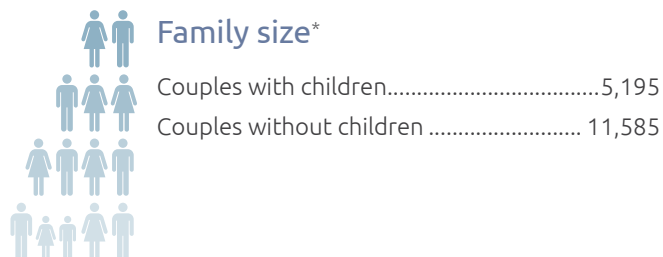 Family size*
Couples with children..................................5,195
Couples without children ......................... 11,585